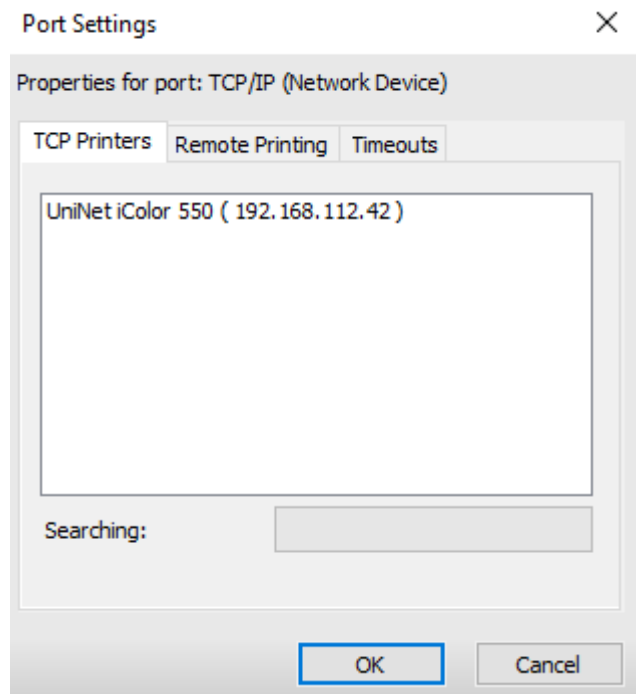 Port Settings
Properties for port: TCP/IP (Network Device)
TCP Printers Remote Printing Timeouts
UniNet iColor 550 ( 192.168.112.42 )
Searching:
OK Cancel